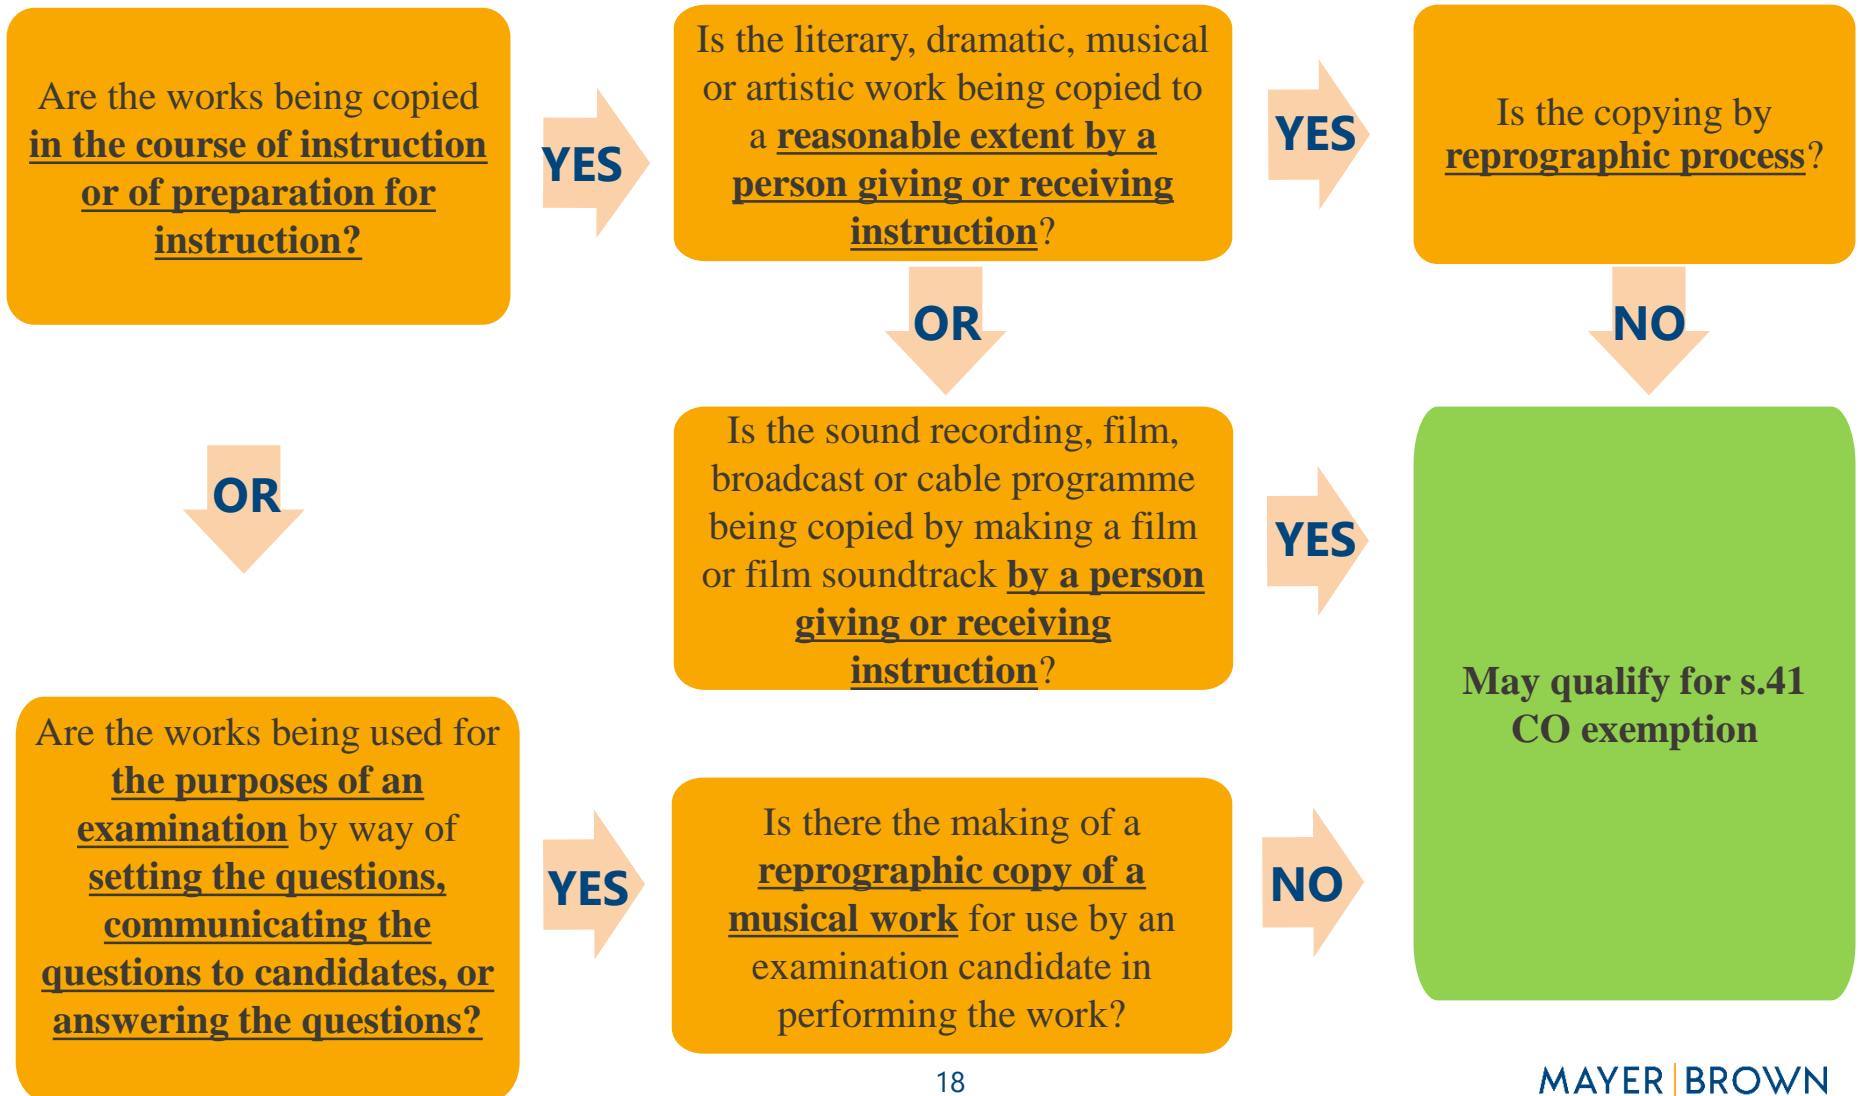 Are the works being copied
in the course of instruction
or of preparation for
instruction?
YES
Is the literary, dramatic, musical
or artistic work being copied to
a reasonable extent by a
person giving or receiving
instruction?
YES
Is the copying by
reprographic process?
OR
NO
OR
Is the sound recording, film,
broadcast or cable programme
being copied by making a film
or film soundtrack by a person
giving or receiving
instruction?
YES
May qualify for s.41
CO exemption
Are the works being used for
the purposes of an
examination by way of
setting the questions,
communicating the
questions to candidates, or
answering the questions?
YES
Is there the making of a
reprographic copy of a
musical work for use by an
examination candidate in
performing the work?
NO
18
MAYER | BROWN